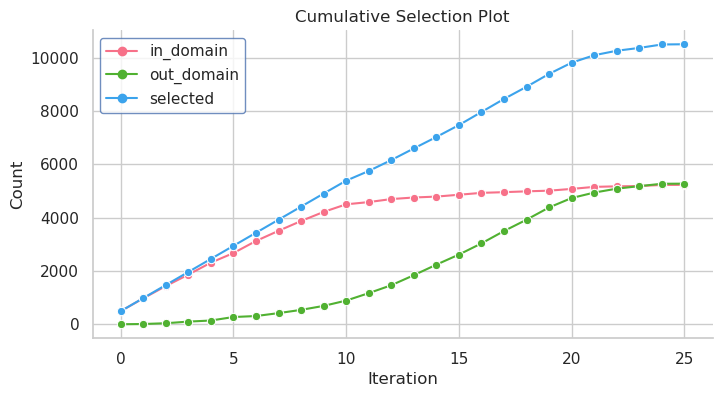 Cumulative Selection Plot
in_domain
out_domain
selected
Count
10000
8000
6000
4000
2000
0
0 5 10 15 20 25
Iteration